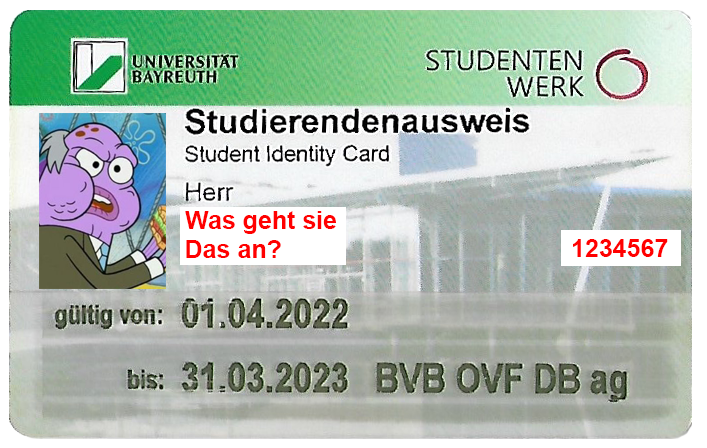 UNIVERSITÄT
BAYREUTH
STUDENTEN
WERK
Studierendenausweis
Student Identity Card
Herr
Was geht sie
Das an?
1234567
gültig von: 01.04.2022
bis: 31.03.2023 BVB OVF DB ag